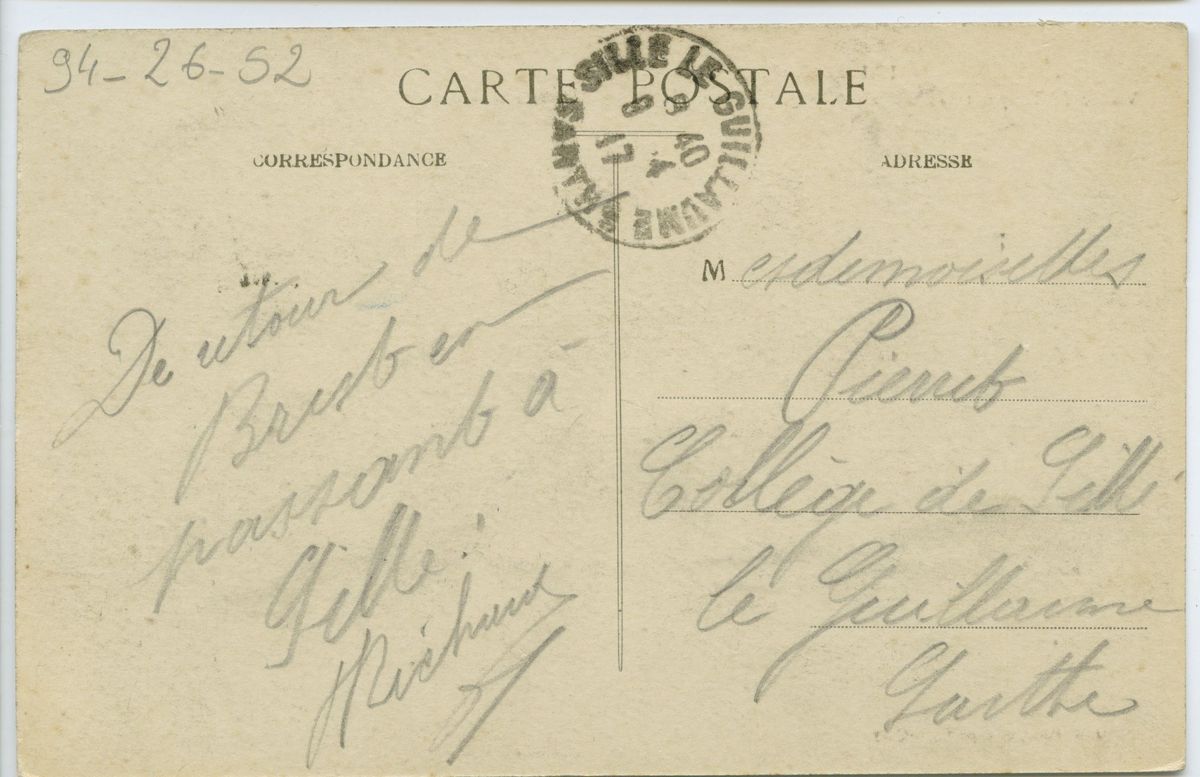 94-26-52
CARTE POSTALE
SILLE LE GUILLAUME
9 40
8 4
17
CORRESPONDANCE
ADRESSE
De retour de
Brest en
passant à
Sillé!
Richard
Mesdemoiselles
Pierret
Collège de Sillé
le Guillaume
Sarthe